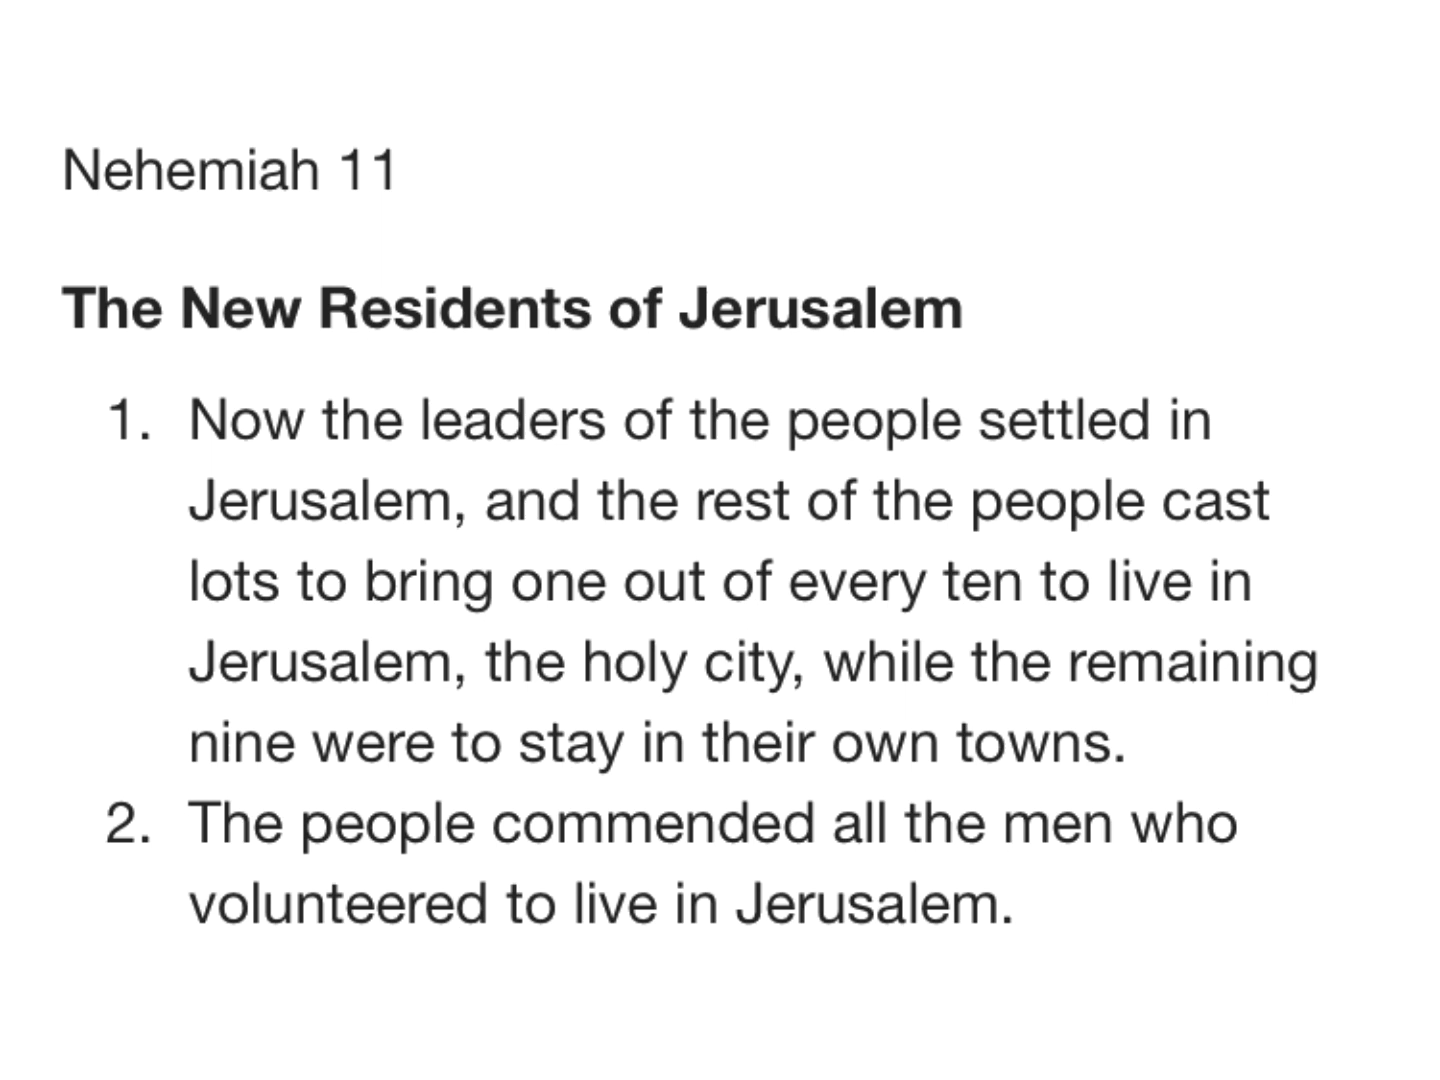 Nehemiah 11
The New Residents of Jerusalem
1. Now the leaders of the people settled in
Jerusalem, and the rest of the people cast
lots to bring one out of every ten to live in
Jerusalem, the holy city, while the remaining
nine were to stay in their own towns.
2. The people commended all the men who
volunteered to live in Jerusalem.